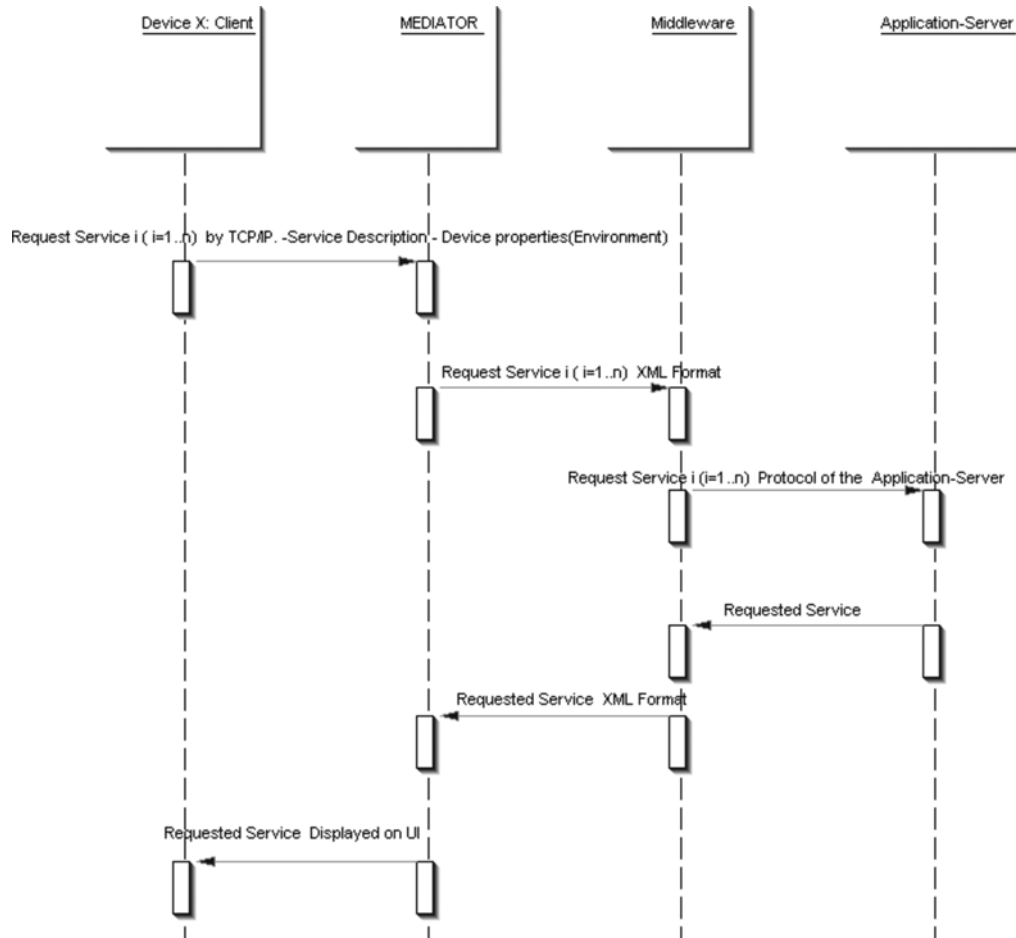 Device X: Client
MEDIATOR
Middleware
Application-Server
Request Service i ( i=1..n) by TCP/IP. -Service Description - Device properties(Environment)
Request Service i ( i=1..n) XML Format
Request Service i (i=1..n) Protocol of the Application-Server
Requested Service
Requested Service XML Format
Requested Service Displayed on UI